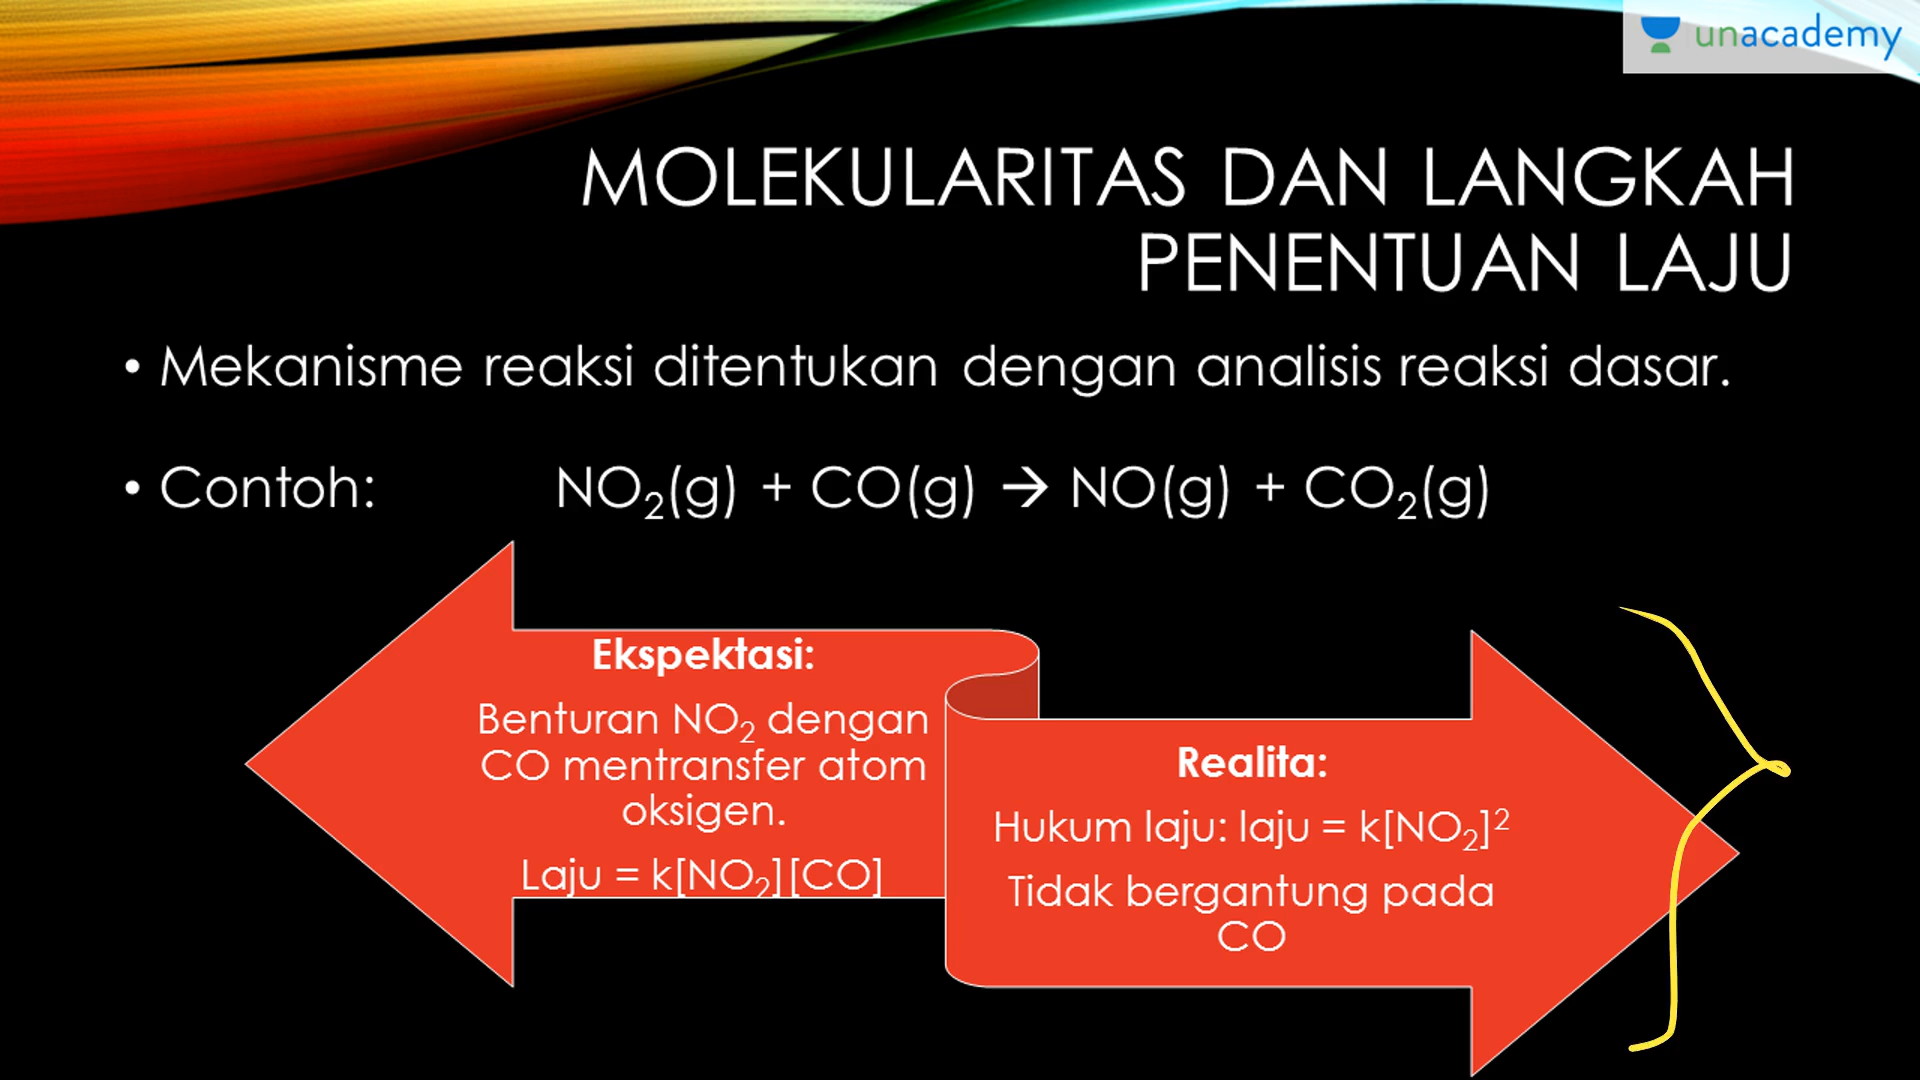 unacademy
MOLEKULARITAS DAN LANGKAH
PENENTUAN LAJU
• Mekanisme reaksi ditentukan dengan analisis reaksi dasar.
• Contoh: NO₂(g) + CO(g) → NO(g) + CO₂(g)
Ekspektasi:
Benturan NO₂ dengan
CO mentransfer atom
oksigen.
Laju = k[NO₂][CO]
Realita:
Hukum laju: laju = k[NO₂]²
Tidak bergantung pada
CO